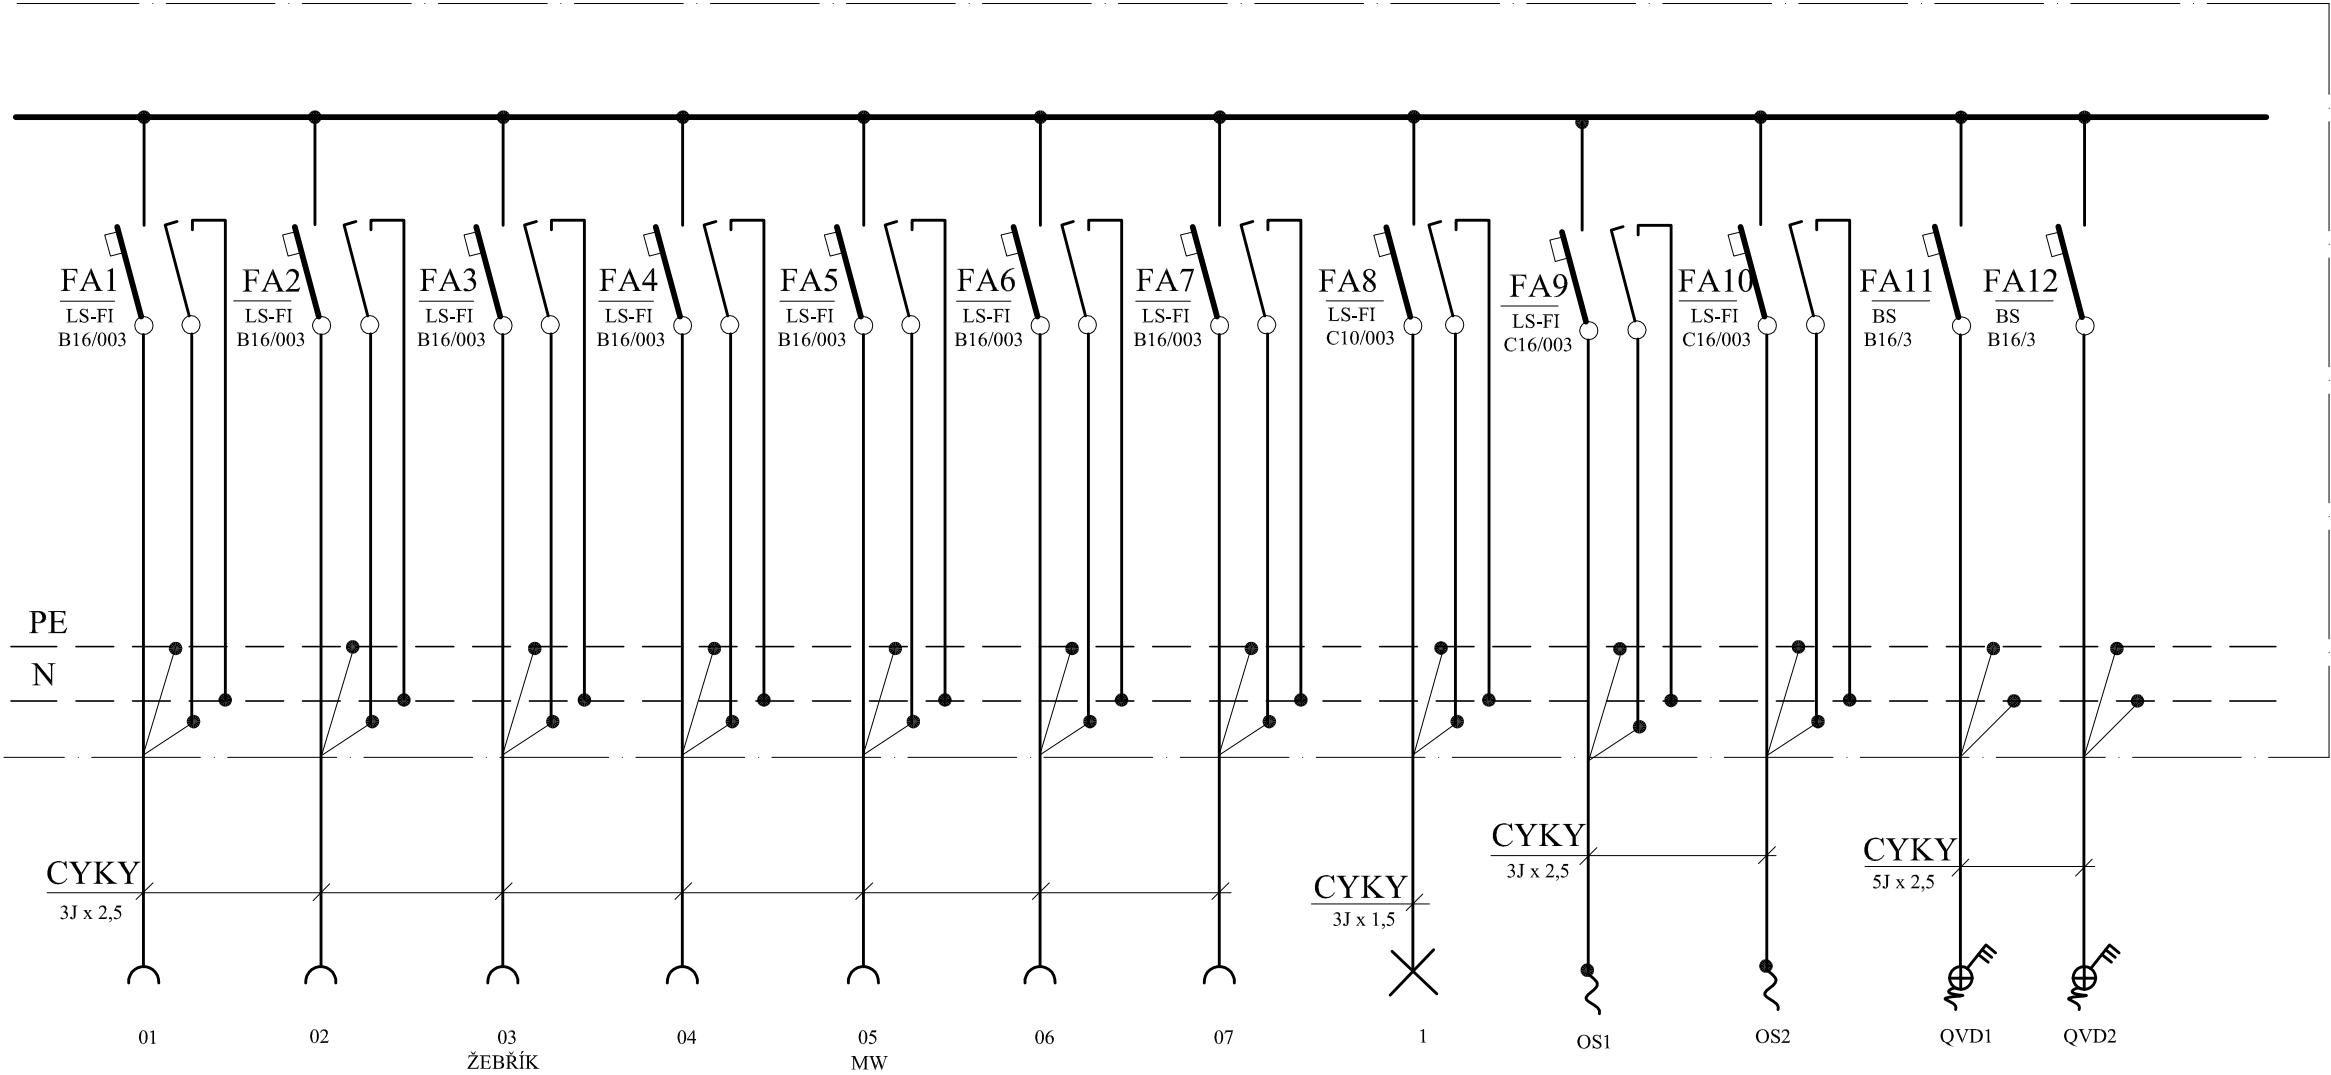 FA1
LS-FI
B16/003
FA2
LS-FI
B16/003
FA3
LS-FI
B16/003
FA4
LS-FI
B16/003
FA5
LS-FI
B16/003
FA6
LS-FI
B16/003
FA7
LS-FI
B16/003
FA8
LS-FI
C10/003
FA9
LS-FI
C16/003
FA10
LS-FI
C16/003
FA11
BS
B16/3
FA12
BS
B16/3
PE
N
CYKY
3J x 2,5
CYKY
3J x 1,5
CYKY
3J x 2,5
CYKY
5J x 2,5
01
02
03
ŽEBŘÍK
04
05
MW
06
07
1
OS1
OS2
QVD1
QVD2